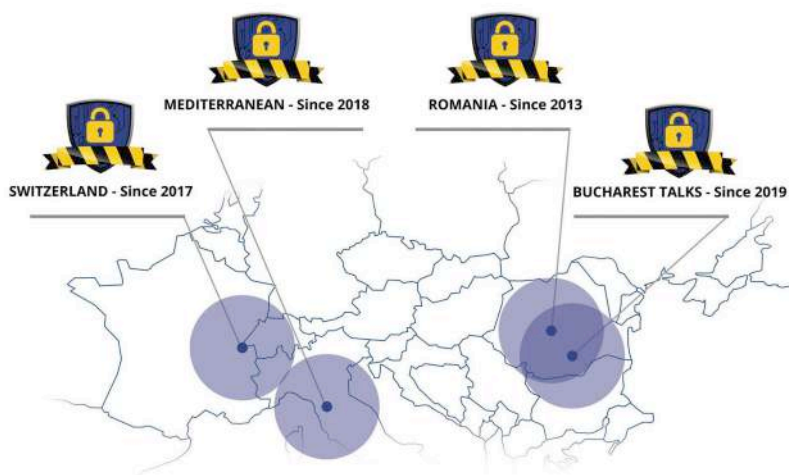 MEDITERRANEAN - Since 2018
ROMANIA - Since 2013
SWITZERLAND - Since 2017
BUCHAREST TALKS - Since 2019